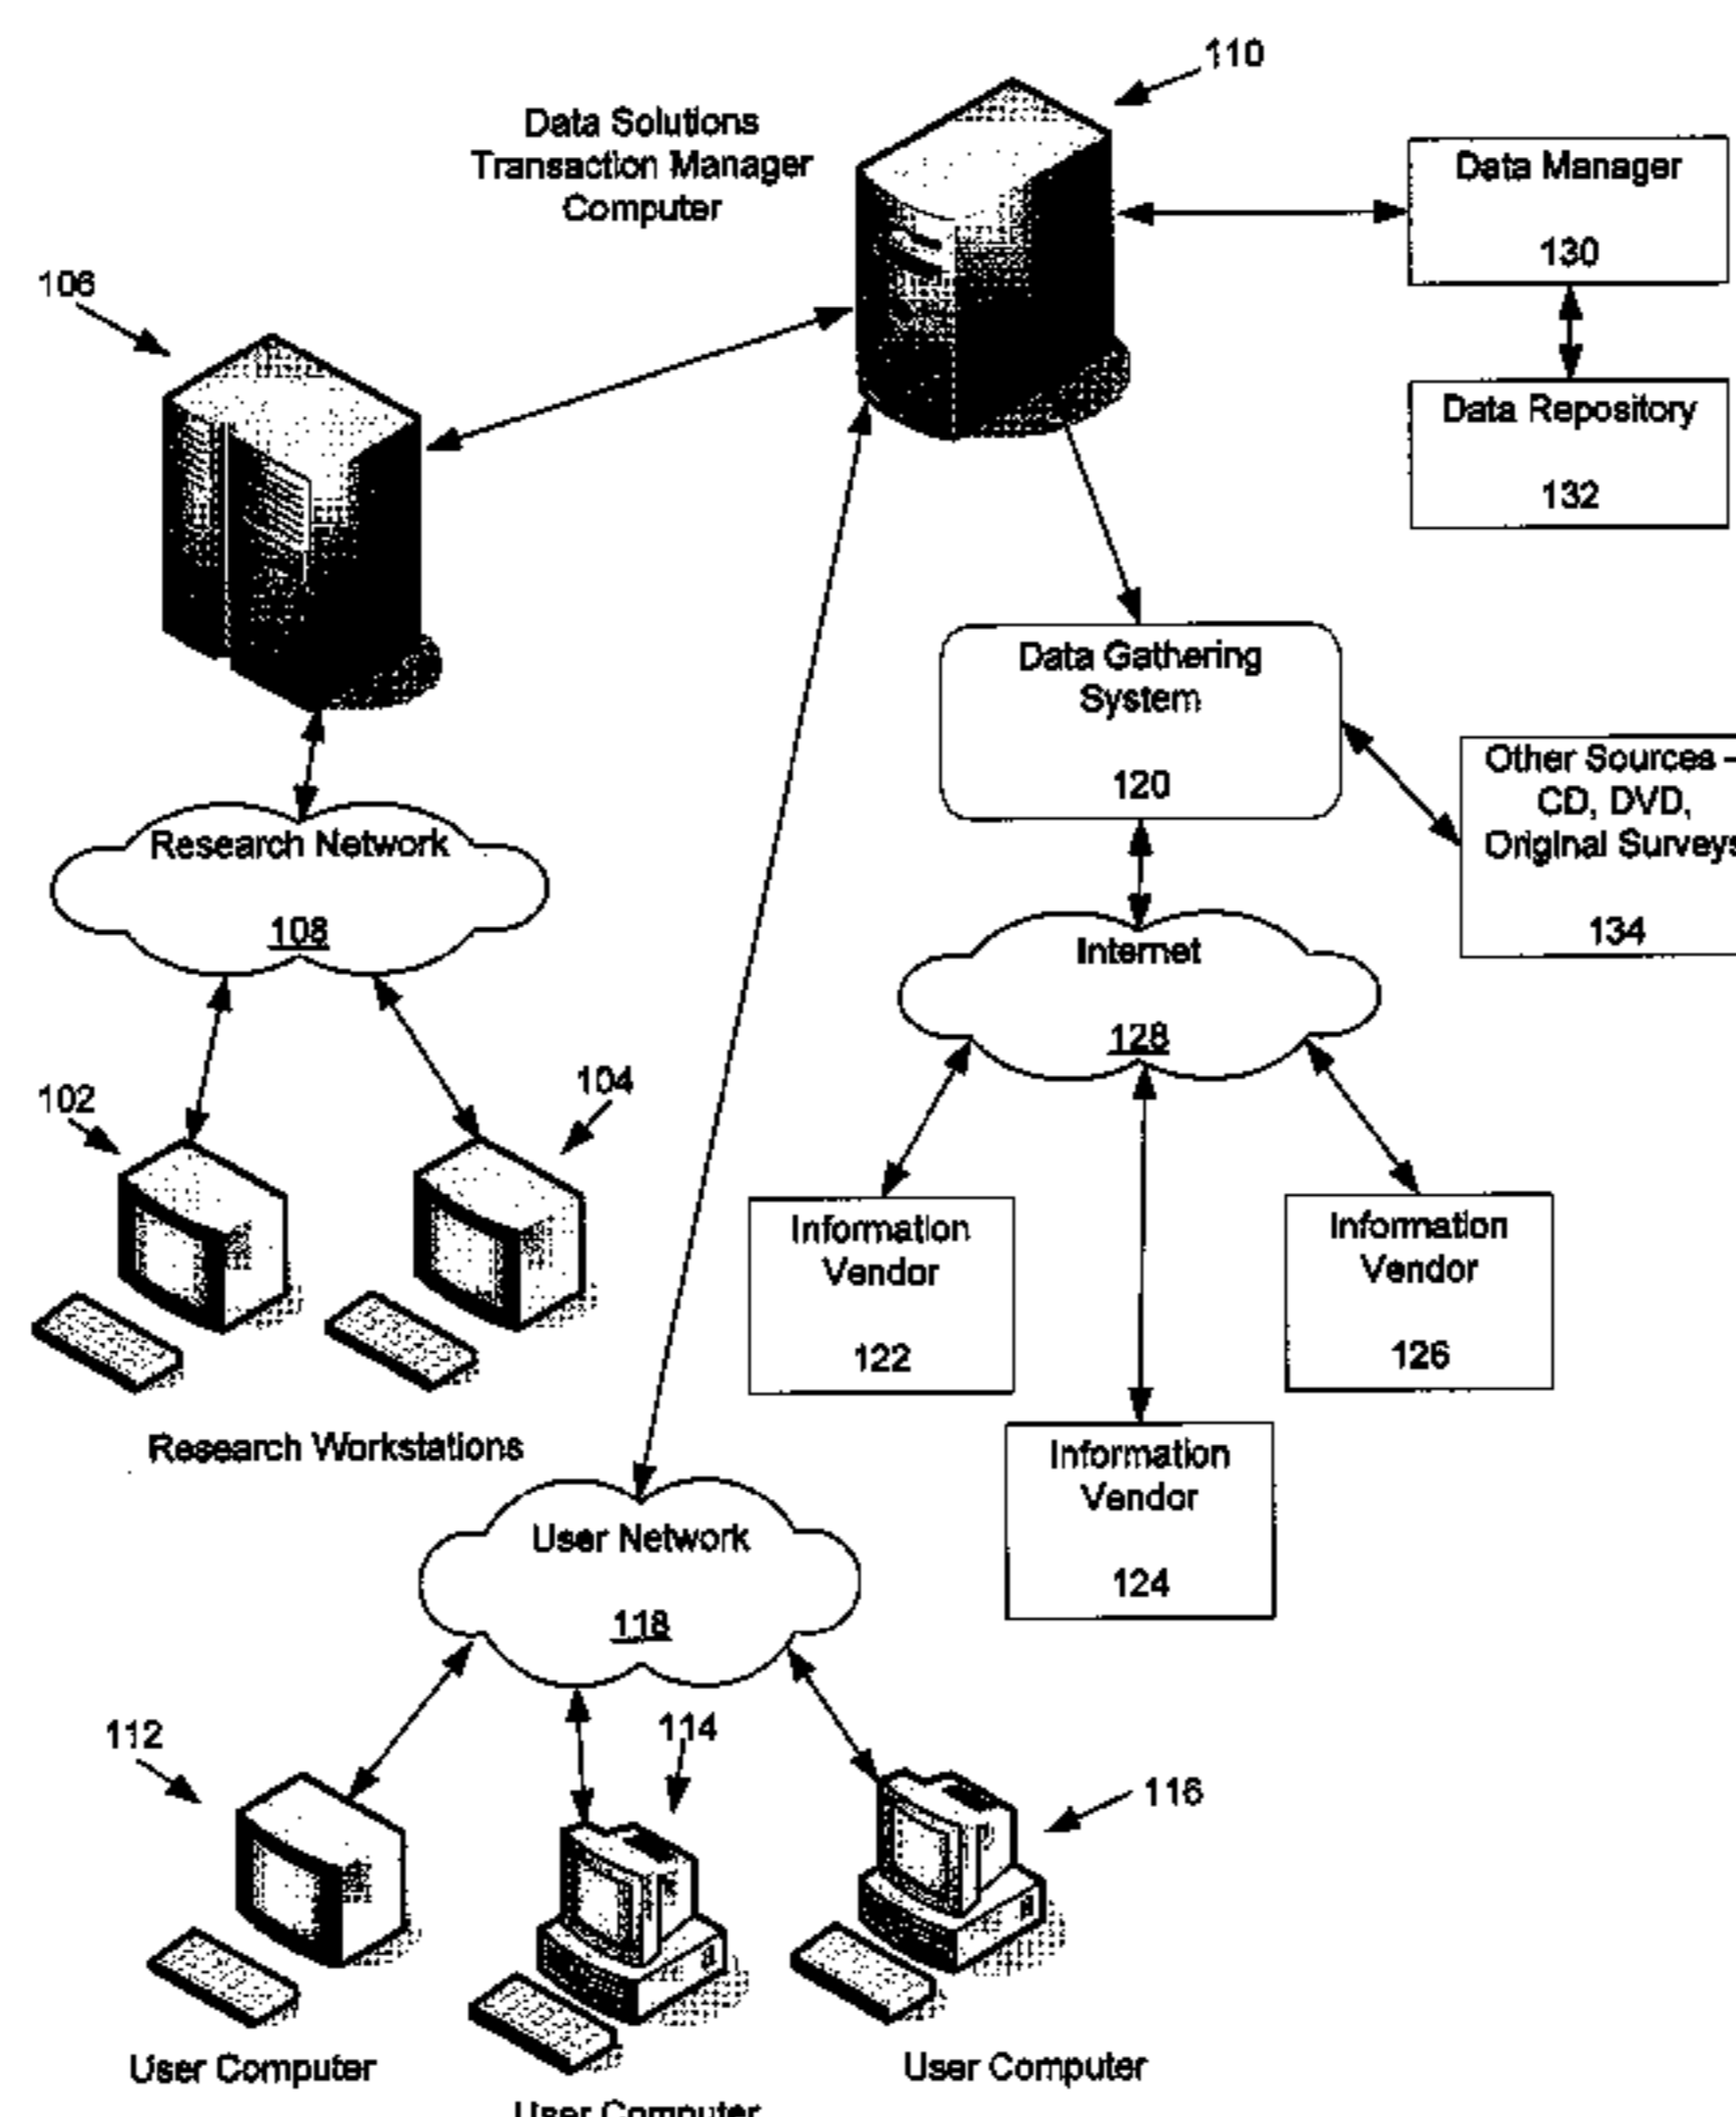 110
Data Solutions
Transaction Manager
Computer
Data Manager
130
106
Data Repository
132
Data Gathering
System
120
Other Sources –
CD, DVD,
Original Surveys
134
Research Network
108
Internet
128
102
104
Information
Vendor
122
Information
Vendor
126
Research Workstations
Information
Vendor
124
User Network
118
112
114
116
User Computer
User Computer
User Computer